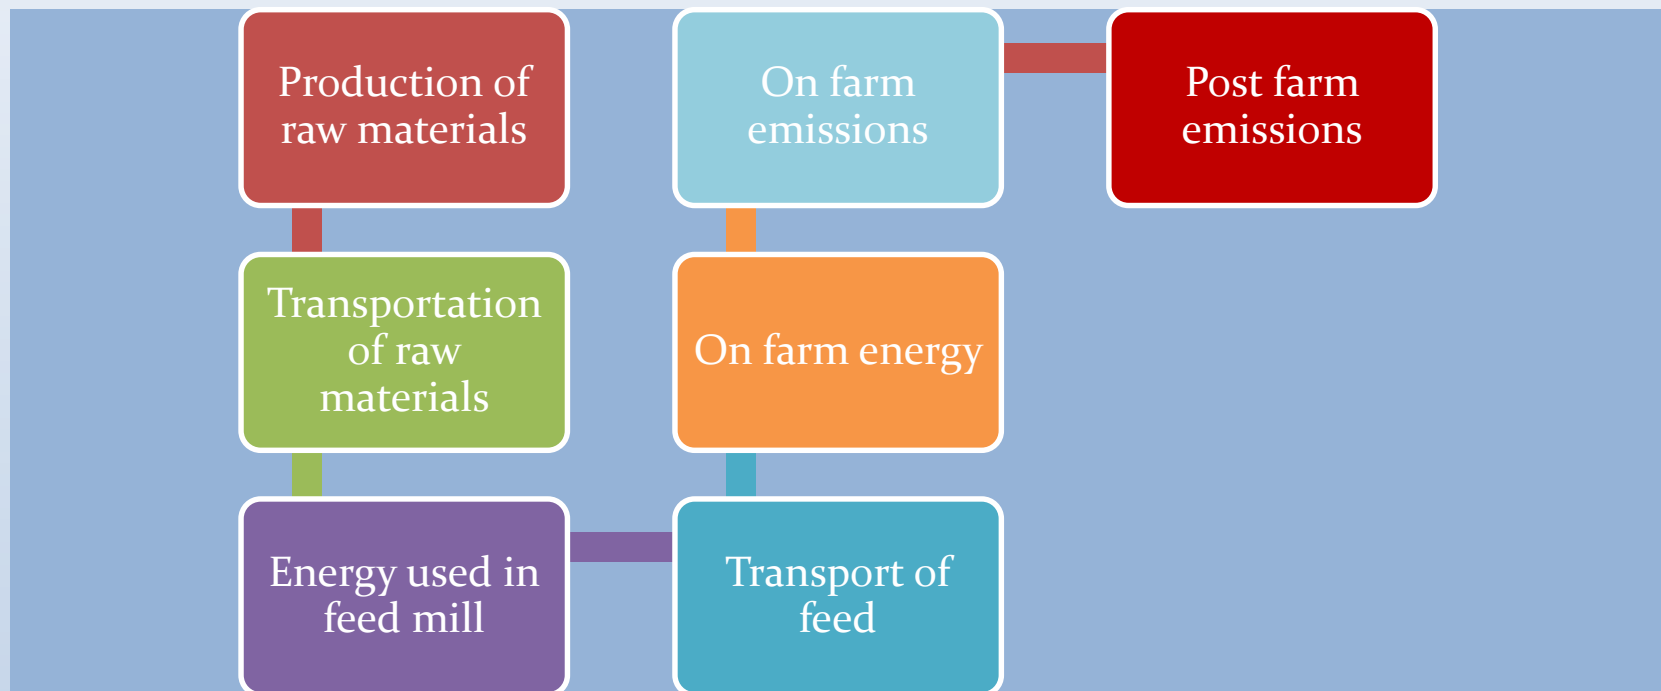 Production of
raw materials
Transportation
of raw
materials
Energy used in
feed mill
Transport of
feed
On farm energy
On farm
emissions
Post farm
emissions